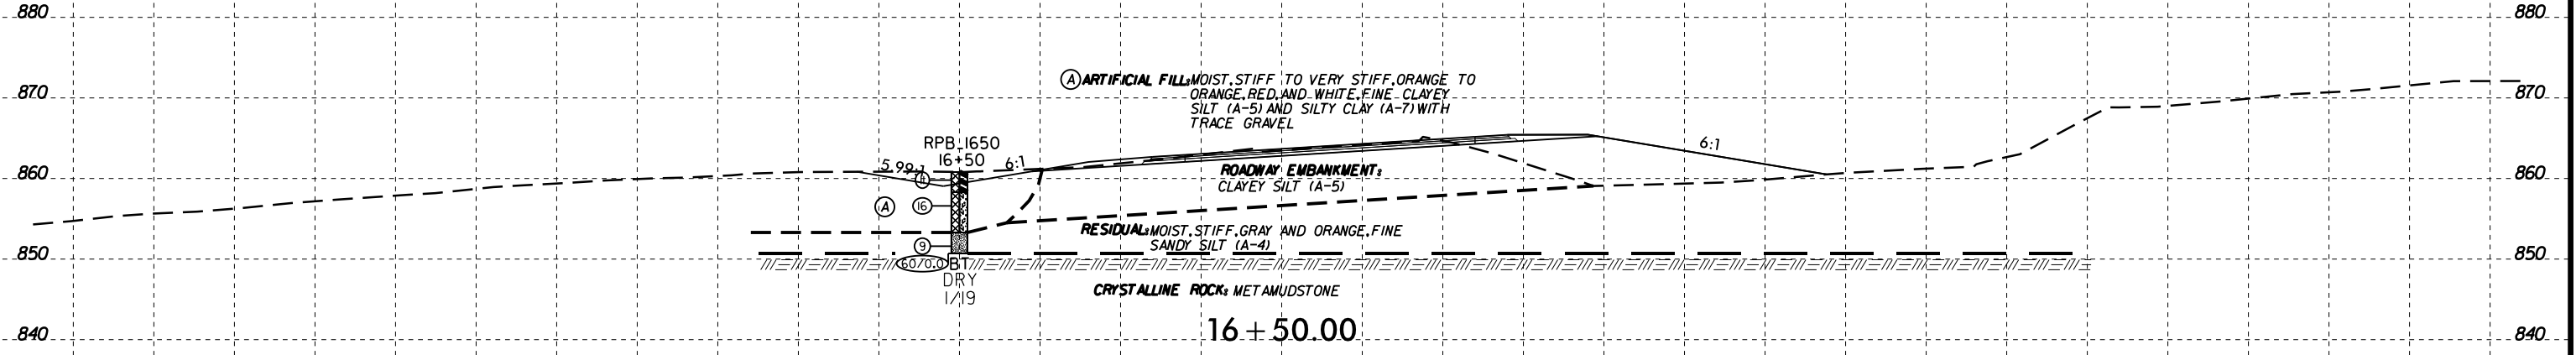 880 880
Ⓐ ARTIFICIAL FILL: MOIST, STIFF TO VERY STIFF, ORANGE TO
ORANGE, RED, AND WHITE, FINE CLAYEY
870 870
SILT (A-5) AND SILTY CLAY (A-7) WITH
TRACE GRAVEL
RPB_1650
16+50
5.99:1 6:1 6:1
860 ROADWAY EMBANKMENT: 860
CLAYEY SILT (A-5)
A 16
RESIDUAL: MOIST, STIFF, GRAY AND ORANGE, FINE
SANDY SILT (A-4)
9
850 850
60/0.0 BT
DRY
1/19
CRYSTALLINE ROCK: METAMUDSTONE
16+50.00
840 840